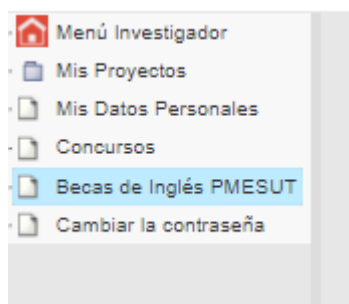 Menú Investigador
Mis Proyectos
Mis Datos Personales
Concursos
Becas de Inglés PMESUT
Cambiar la contraseña